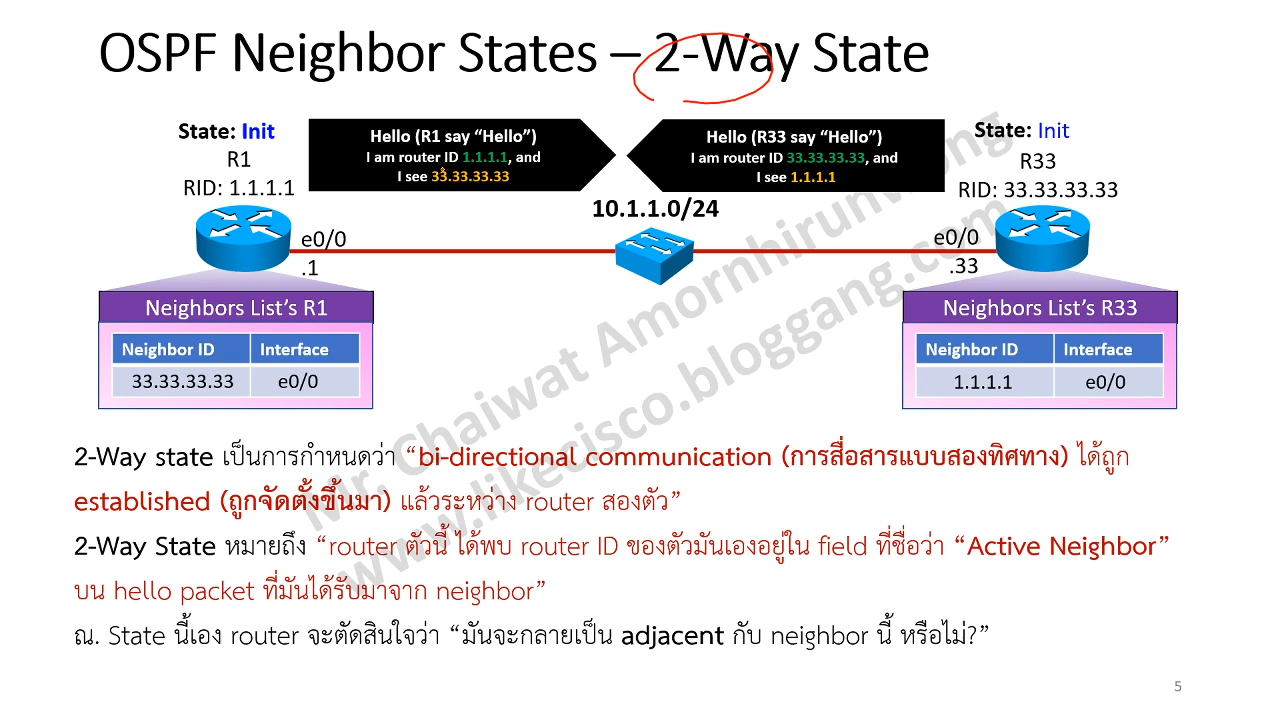 OSPF Neighbor States – 2-Way State
State: Init
R1
RID: 1.1.1.1
Hello (R1 say “Hello”)
I am router ID 1.1.1.1, and
I see 33.33.33.33
Hello (R33 say “Hello”)
I am router ID 33.33.33.33, and
I see 1.1.1.1
State: Init
R33
RID: 33.33.33.33
10.1.1.0/24
e0/0
.1
e0/0
.33
Neighbors List’s R1
Neighbor ID Interface
33.33.33.33 e0/0
Neighbors List’s R33
Neighbor ID Interface
1.1.1.1 e0/0
Mr. Chaiwat Amornhirunwong
www.likecisco.bloggang.com
2-Way state เป็นการกำหนดว่า “bi-directional communication (การสื่อสารแบบสองทิศทาง) ได้ถูก
established (ถูกจัดตั้งขึ้นมา) แล้วระหว่าง router สองตัว”
2-Way State หมายถึง “router ตัวนี้ ได้พบ router ID ของตัวมันเองอยู่ใน field ที่ชื่อว่า “Active Neighbor”
บน hello packet ที่มันได้รับมาจาก neighbor”
ณ. State นี้เอง router จะตัดสินใจว่า “มันจะกลายเป็น adjacent กับ neighbor นี้ หรือไม่?”
5